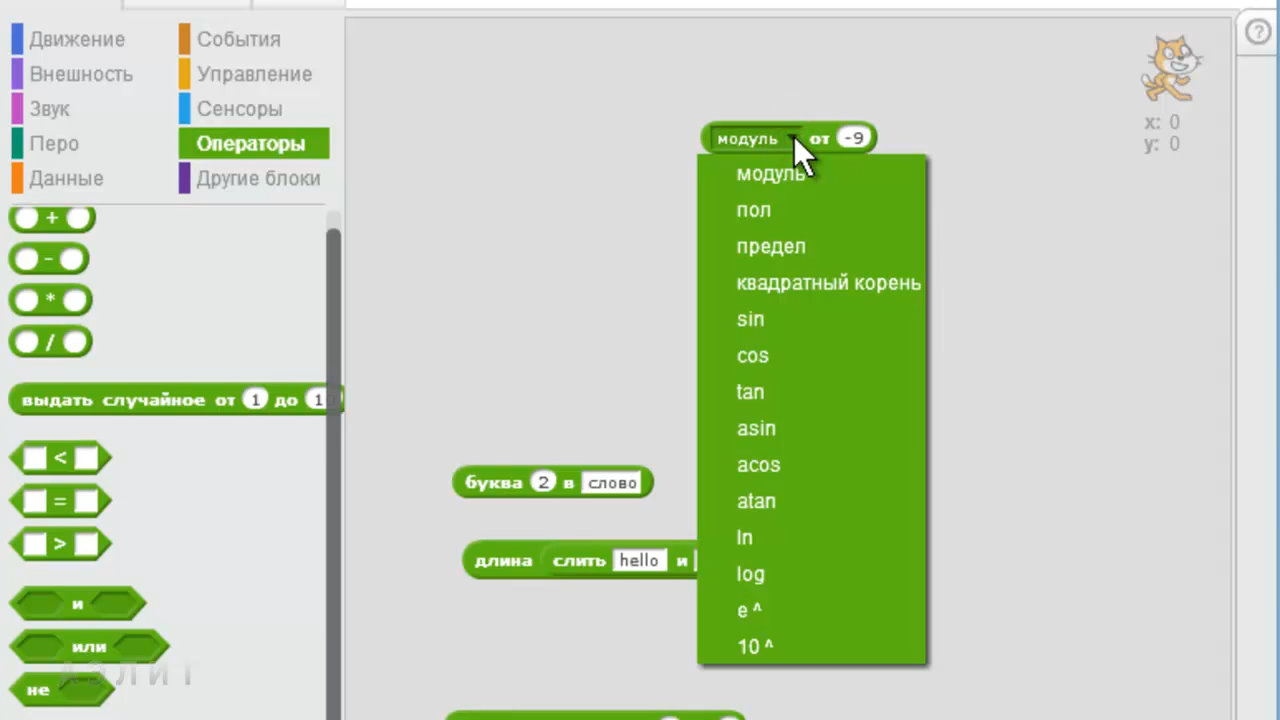 Движение
События
Внешность
Управление
Звук
Сенсоры
Перо
Операторы
Данные
Другие блоки
+
-
*
/
выдать случайное от 1 до 1
<
=
>
и
или
не
АЭЛИТ
модуль от -9
модуль
пол
предел
квадратный корень
sin
cos
tan
asin
acos
atan
ln
log
e ^
10 ^
буква 2 в слово
длина слить hello и
x: 0
y: 0
?